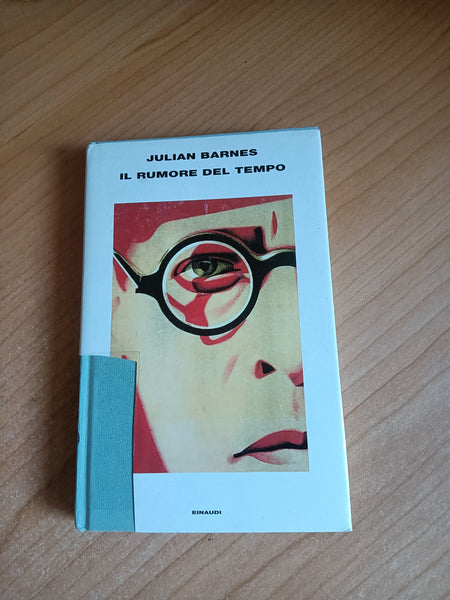 JULIAN BARNES
IL RUMORE DEL TEMPO
EINAUDI